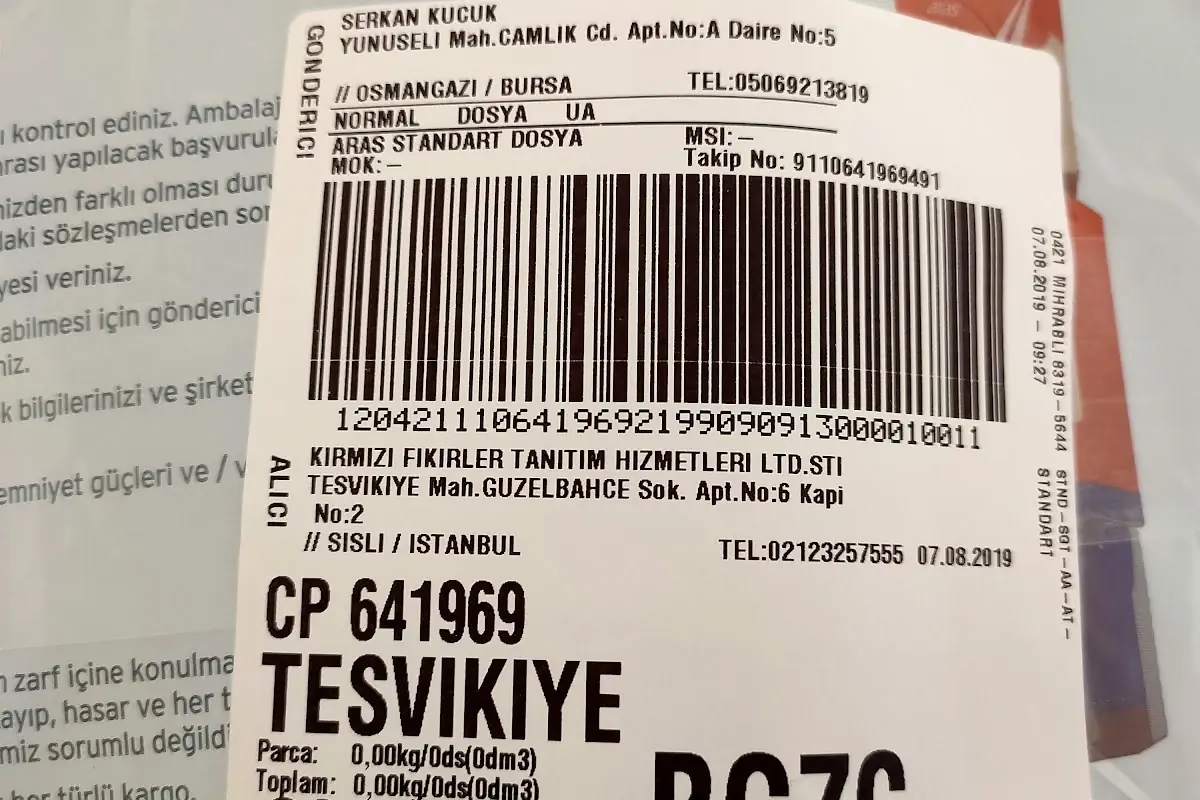 SERKAN KUCUK
YUNUSELI Mah.CAMLIK Cd. Apt.No:A Daire No:5
// OSMANGAZI / BURSA TEL:05069213819
GONDERICI
NORMAL DOSYA UA
ARAS STANDART DOSYA MSI: –
MOK: – Takip No: 9110641969491
1204211106419692199090913000010011
ALICI
KIRMIZI FIKIRLER TANITIM HIZMETLERI LTD.STI
TESVIKIYE Mah.GUZELBAHCE Sok. Apt.No:6 Kapi
No:2
// SISLI / ISTANBUL TEL:02123257555 07.08.2019
CP 641969
TESVIKIYE
Parca: 0,00kg/0ds(0dm3)
Toplam: 0,00kg/0ds(0dm3)
0421 MIHRABLI 8319–5644 STND–SGT–AA–AT–
07.08.2019 – 09:27 STANDART
ı kontrol ediniz. Ambalaj
rası yapılacak başvurula
nizden farklı olması duru
daki sözleşmelerden sor
yesi veriniz.
abilmesi için gönderici
niz.
k bilgilerinizi ve şirket
emniyet güçleri ve / v
n zarf içine konulma
ayıp, hasar ve her t
miz sorumlu değild
her türlü kargo.